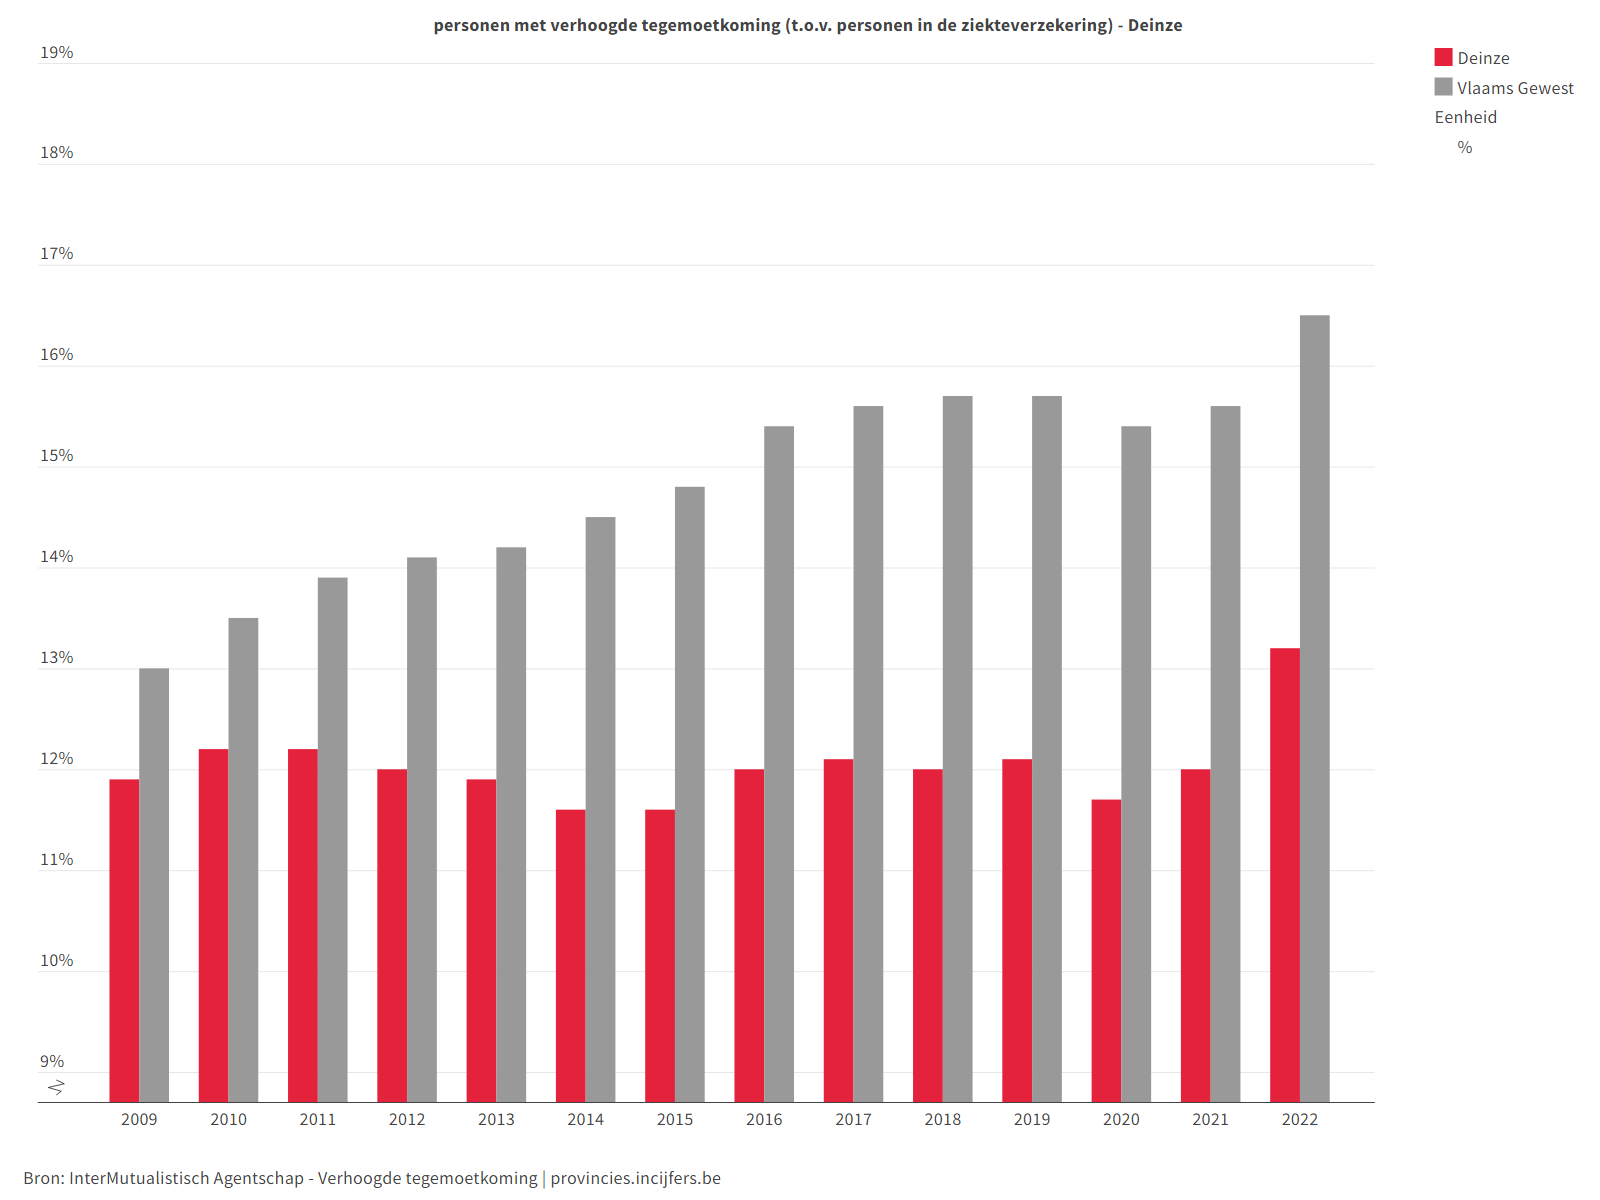 personen met verhoogde tegemoetkoming (t.o.v. personen in de ziekteverzekering) - Deinze
Deinze
Vlaams Gewest
Eenheid
%
19%
18%
17%
16%
15%
14%
13%
12%
11%
10%
9%
2009 2010 2011 2012 2013 2014 2015 2016 2017 2018 2019 2020 2021 2022
Bron: InterMutualistisch Agentschap - Verhoogde tegemoetkoming | provincies.incijfers.be